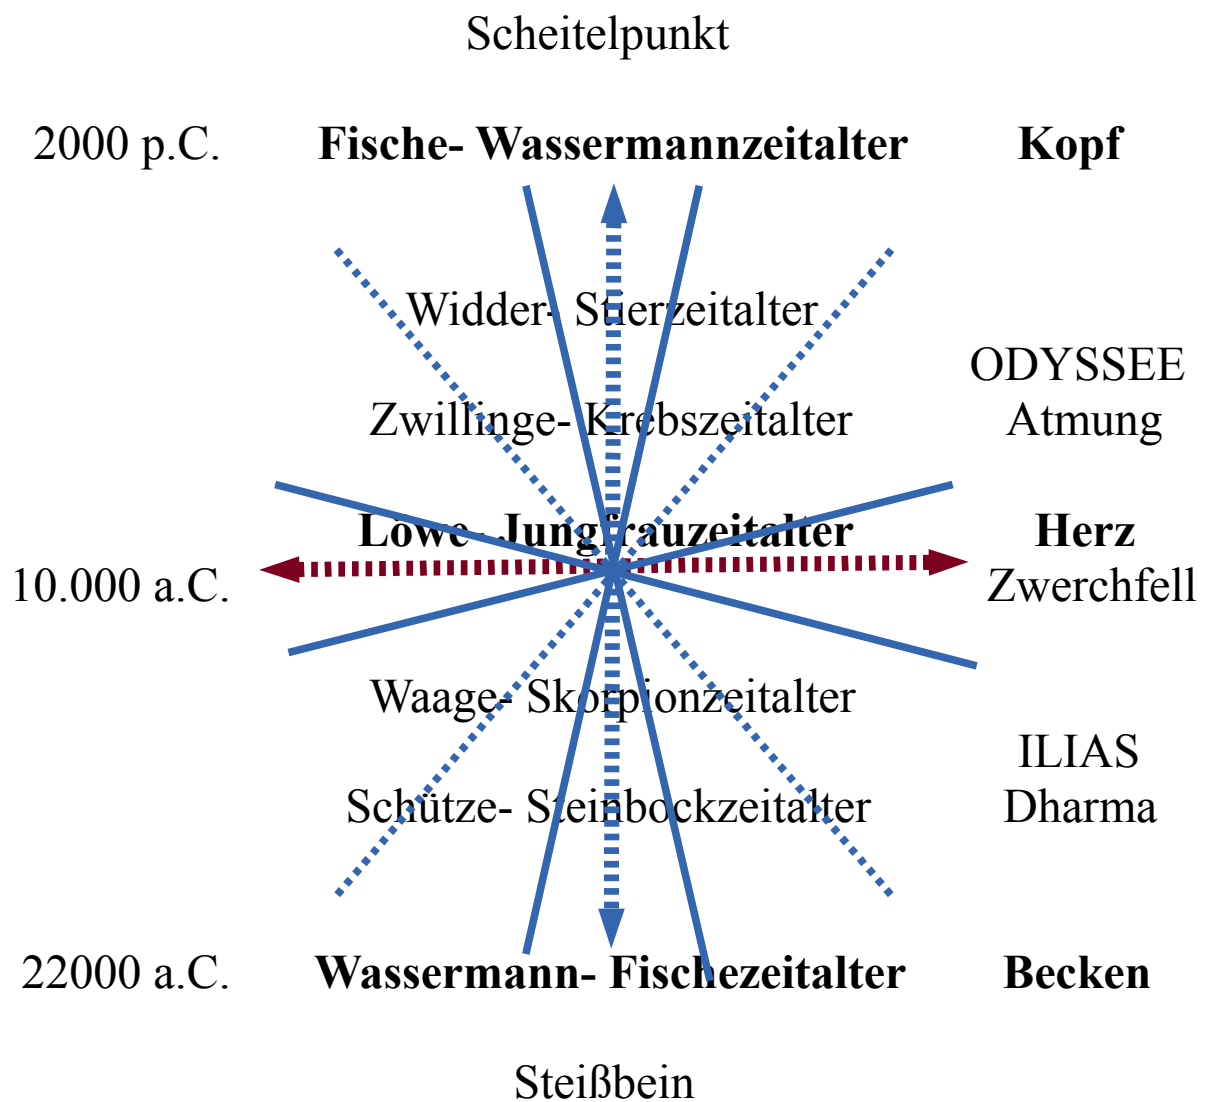 Scheitelpunkt
2000 p.C. Fische- Wassermannzeitalter Kopf
Widder- Stierzeitalter
ODYSSEE
Zwillinge- Krebszeitalter Atmung
Löwe- Jungfrauzeitalter Herz
10.000 a.C. Zwerchfell
Waage- Skorpionzeitalter
ILIAS
Schütze- Steinbockzeitalter Dharma
22000 a.C. Wassermann- Fischezeitalter Becken
Steißbein